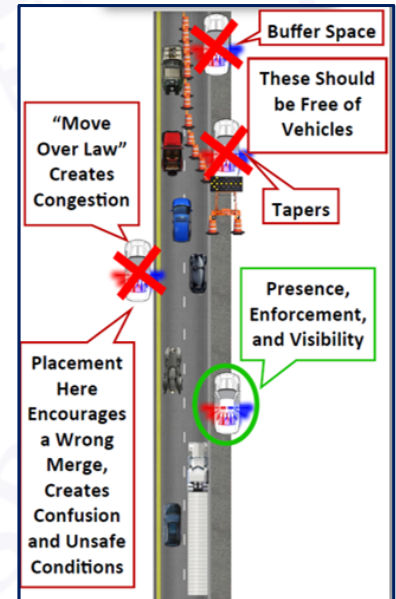 Buffer Space
These Should
be Free of
Vehicles
Tapers
“Move
Over Law”
Creates
Congestion
Presence,
Enforcement,
and Visibility
Placement
Here
Encourages
a Wrong
Merge,
Creates
Confusion
and Unsafe
Conditions